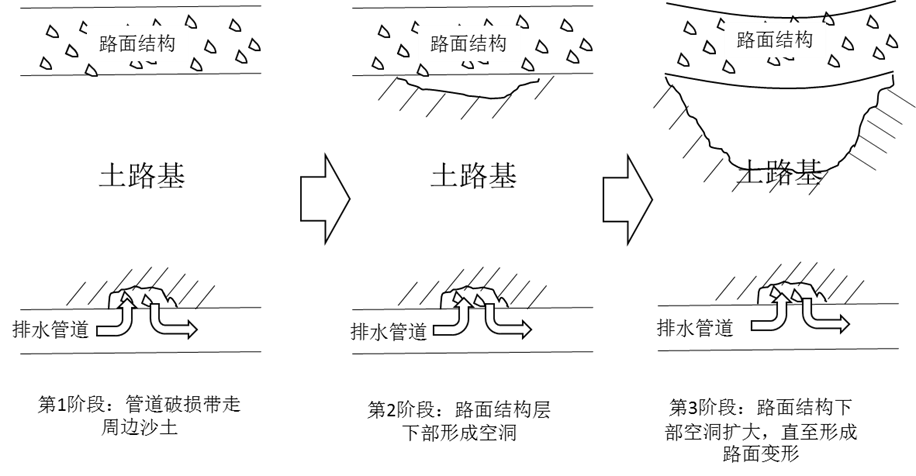 路面结构
路面结构
路面结构
土路基
土路基
土路基
排水管道
排水管道
排水管道
第1阶段：管道破损带走
周边沙土
第2阶段：路面结构层
下部形成空洞
第3阶段：路面结构下
部空洞扩大，直至形成
路面变形